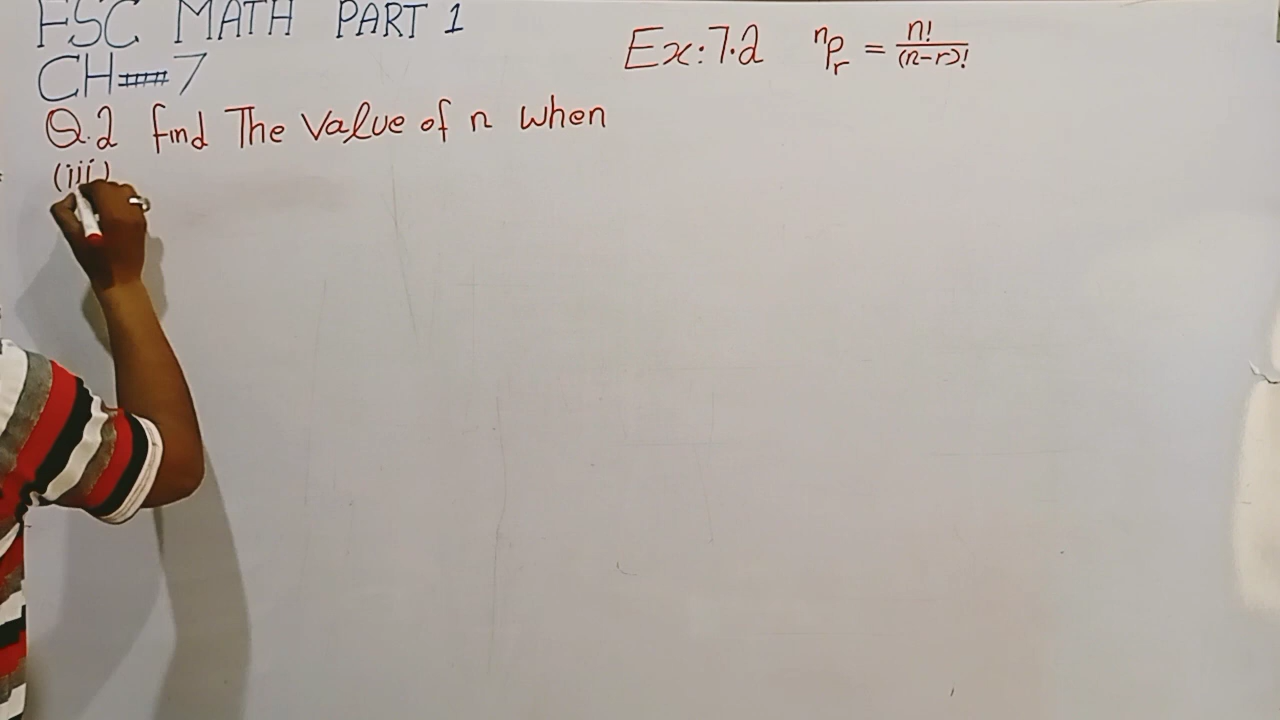 FSC MATH PART 1
CH # 7
Ex: 7.2 ⁿPᵣ = n!/(n-r)!
Q.2 find The Value of n when
(iii)